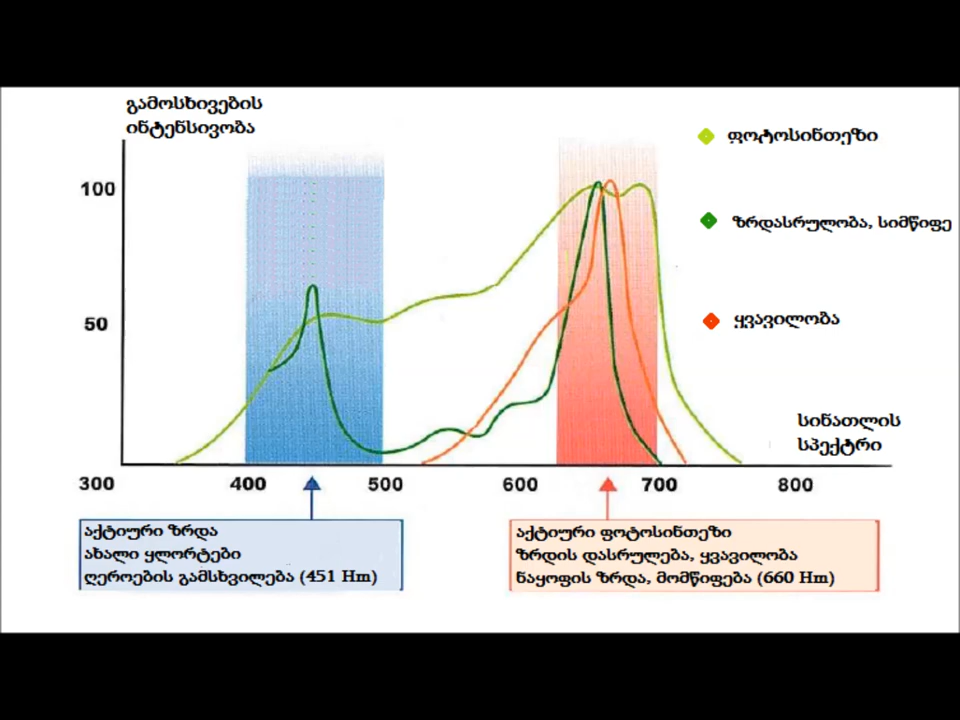 გამოსხივების
ინტენსივობა
ფოტოსინთეზი
100
ზრდასრულობა, სიმწიფე
50
ყვავილობა
სინათლის
სპექტრი
300 400 500 600 700 800
აქტიური ზრდა
ახალი ყლორტები
ღეროების გამსხვილება (451 Hm)
აქტიური ფოტოსინთეზი
ზრდის დასრულება, ყვავილობა
ნაყოფის ზრდა, მომწიფება (660 Hm)